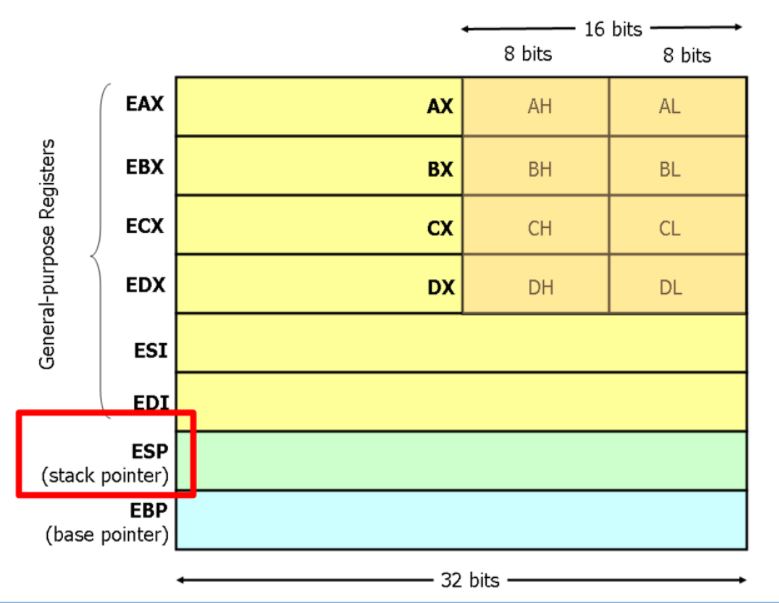 16 bits
8 bits 8 bits
General-purpose Registers
EAX AX AH AL
EBX BX BH BL
ECX CX CH CL
EDX DX DH DL
ESI
EDI
ESP
(stack pointer)
EBP
(base pointer)
32 bits